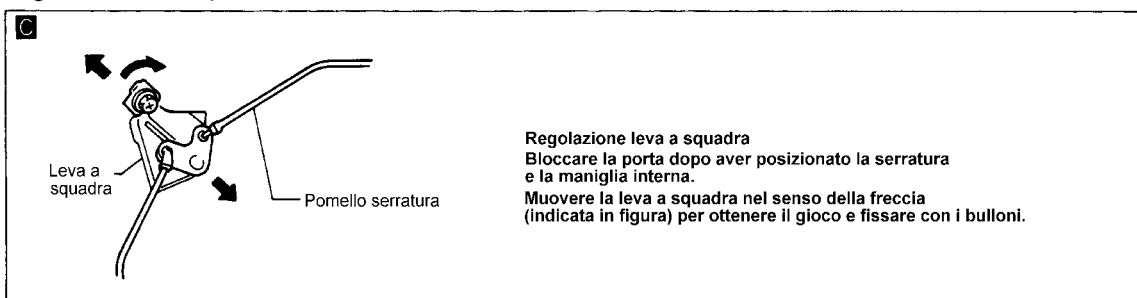 C
Leva a
squadra
Pomello serratura
Regolazione leva a squadra
Bloccare la porta dopo aver posizionato la serratura
e la maniglia interna.
Muovere la leva a squadra nel senso della freccia
(indicata in figura) per ottenere il gioco e fissare con i bulloni.